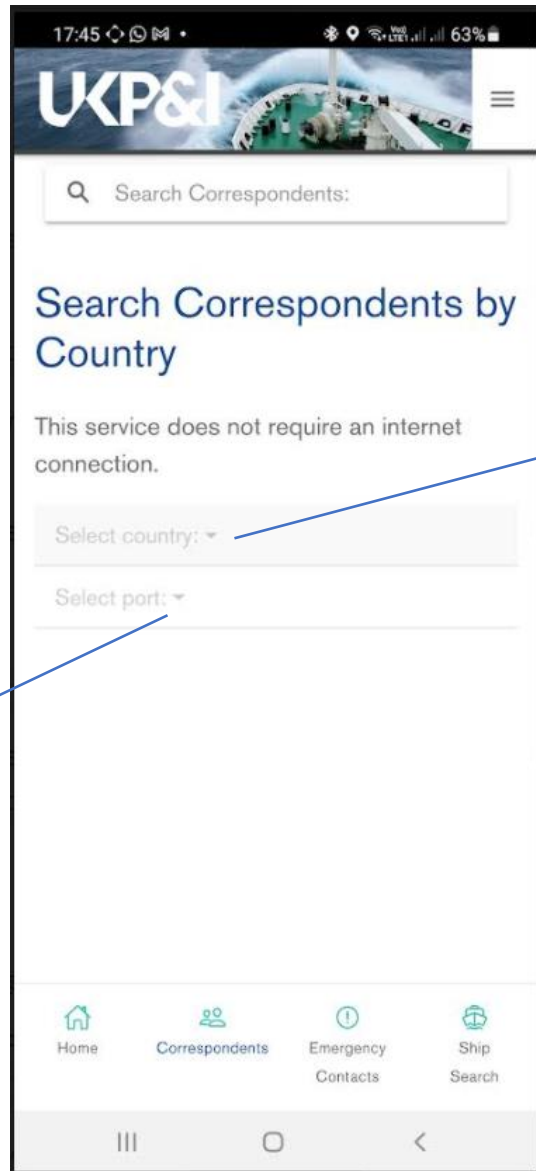 17:45 63%
UKP&I
Search Correspondents:
Search Correspondents by
Country
This service does not require an internet
connection.
Select country:
Select port:
Home Correspondents Emergency Contacts Ship Search